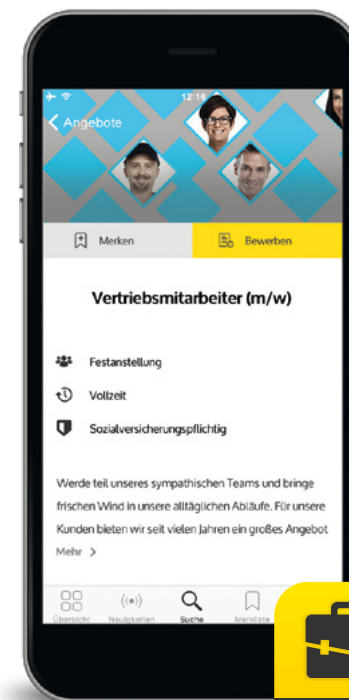 12:16
Angebote
Merken
Bewerben
Vertriebsmitarbeiter (m/w)
Festanstellung
Vollzeit
Sozialversicherungspflichtig
Werde teil unseres sympathischen Teams und bringe
frischen Wind in unsere alltäglichen Abläufe. Für unsere
Kunden bieten wir seit vielen Jahren ein großes Angebot
Mehr >
Übersicht Neuigkeiten Suche Merkliste